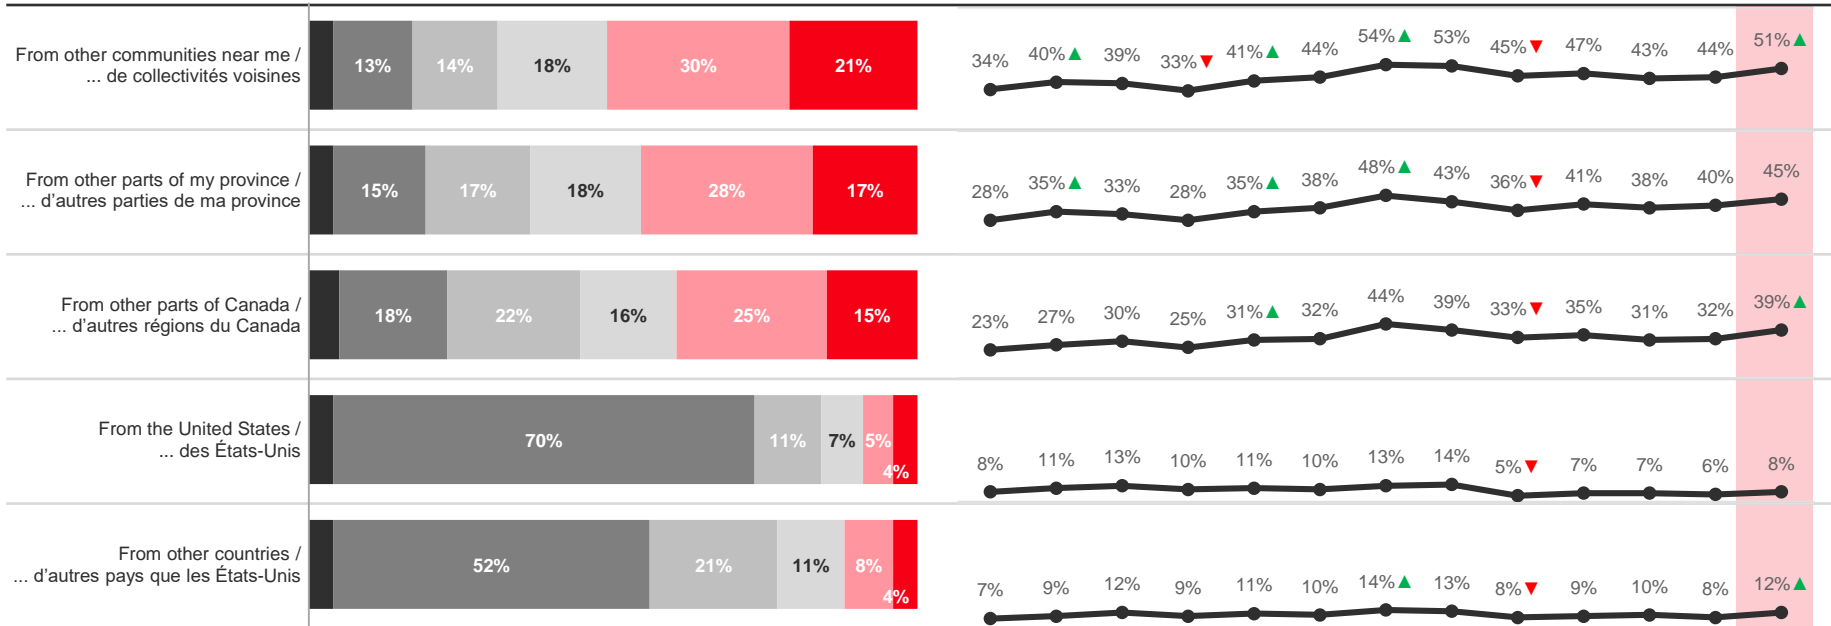 From other communities near me /
... de collectivités voisines
13% 14% 18% 30% 21%
34% 40%▲ 39% 33%▼ 41%▲ 44% 54%▲ 53% 45%▼ 47% 43% 44% 51%▲
From other parts of my province /
... d'autres parties de ma province
15% 17% 18% 28% 17%
28% 35%▲ 33% 28% 35%▲ 38% 48%▲ 43% 36%▼ 41% 38% 40% 45%
From other parts of Canada /
... d'autres régions du Canada
18% 22% 16% 25% 15%
23% 27% 30% 25% 31%▲ 32% 44% 39% 33%▼ 35% 31% 32% 39%▲
From the United States /
... des États-Unis
70% 11% 7% 5% 4%
8% 11% 13% 10% 11% 10% 13% 14% 5%▼ 7% 7% 6% 8%
From other countries /
... d'autres pays que les États-Unis
52% 21% 11% 8% 4%
7% 9% 12% 9% 11% 10% 14%▲ 13% 8%▼ 9% 10% 8% 12%▲